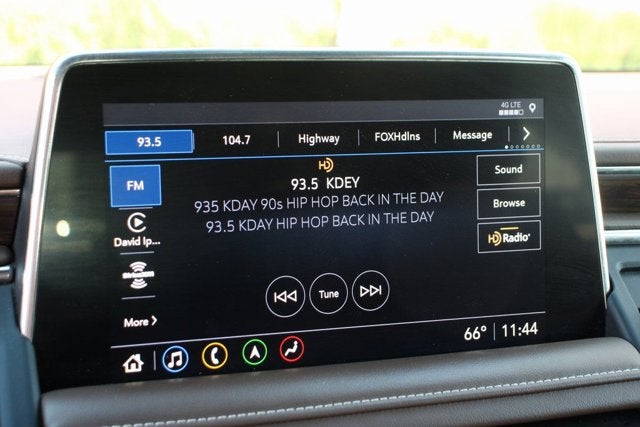 4G LTE
93.5 104.7 Highway FOXHdlns Message
FM
HD
93.5 KDEY
935 KDAY 90s HIP HOP BACK IN THE DAY
93.5 KDAY HIP HOP BACK IN THE DAY
Sound
Browse
HD Radio
David Ip...
SiriusXM
Tune
More
66° 11:44